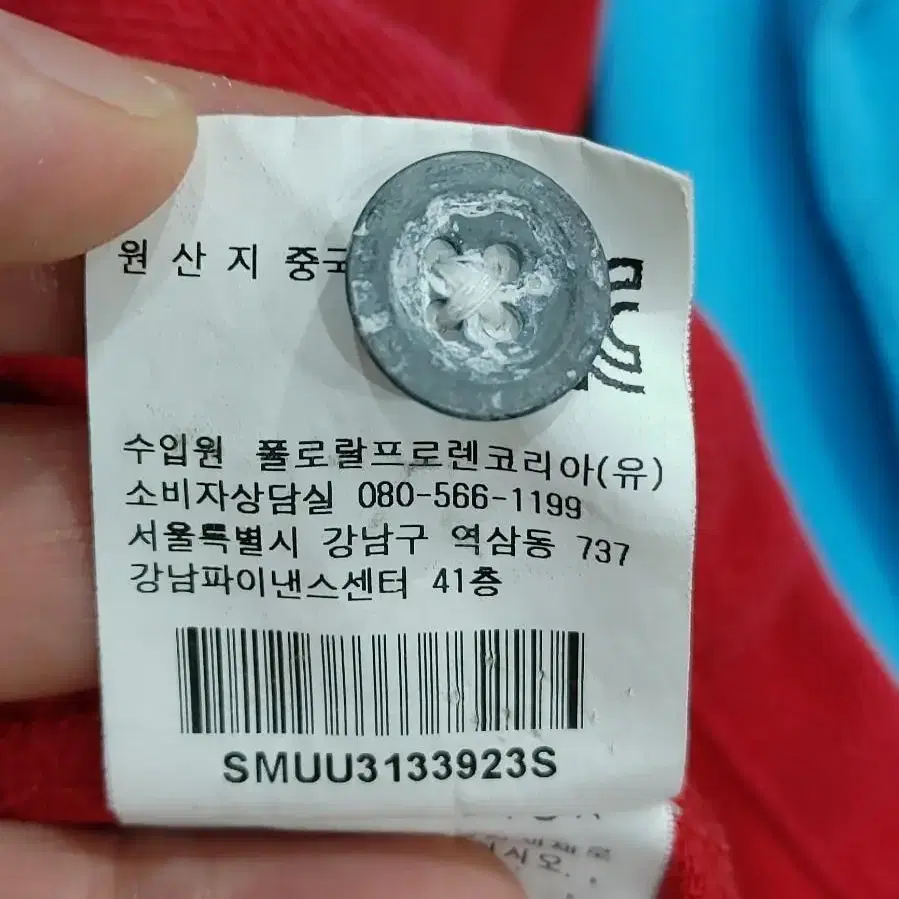 원산지 중국
수입원 폴로랄프로렌코리아(유)
소비자상담실 080-566-1199
서울특별시 강남구 역삼동 737
강남파이낸스센터 41층
SMUU3133923S